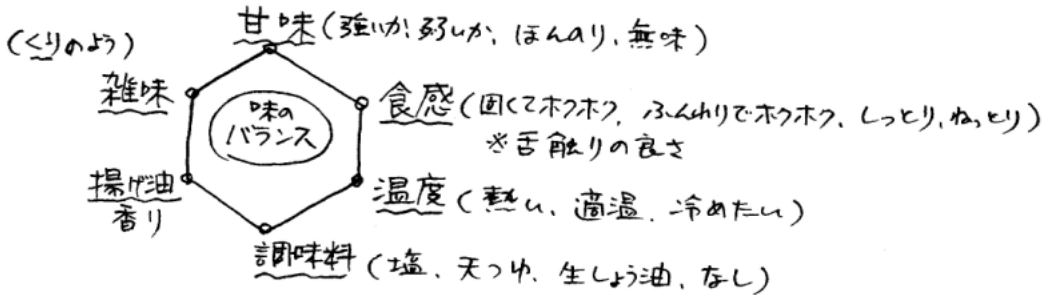 甘味(強いか、弱いか、ほんのり、無味)
(くりのよう)
雑味
味の
バランス
食感(固くてホクホク、ふんわりでホクホク、しっとり、ねっとり)
※舌触りの良さ
揚げ油
香り
温度(熱い、適温、冷めたい)
調味料(塩、天つゆ、生しょう油、なし)